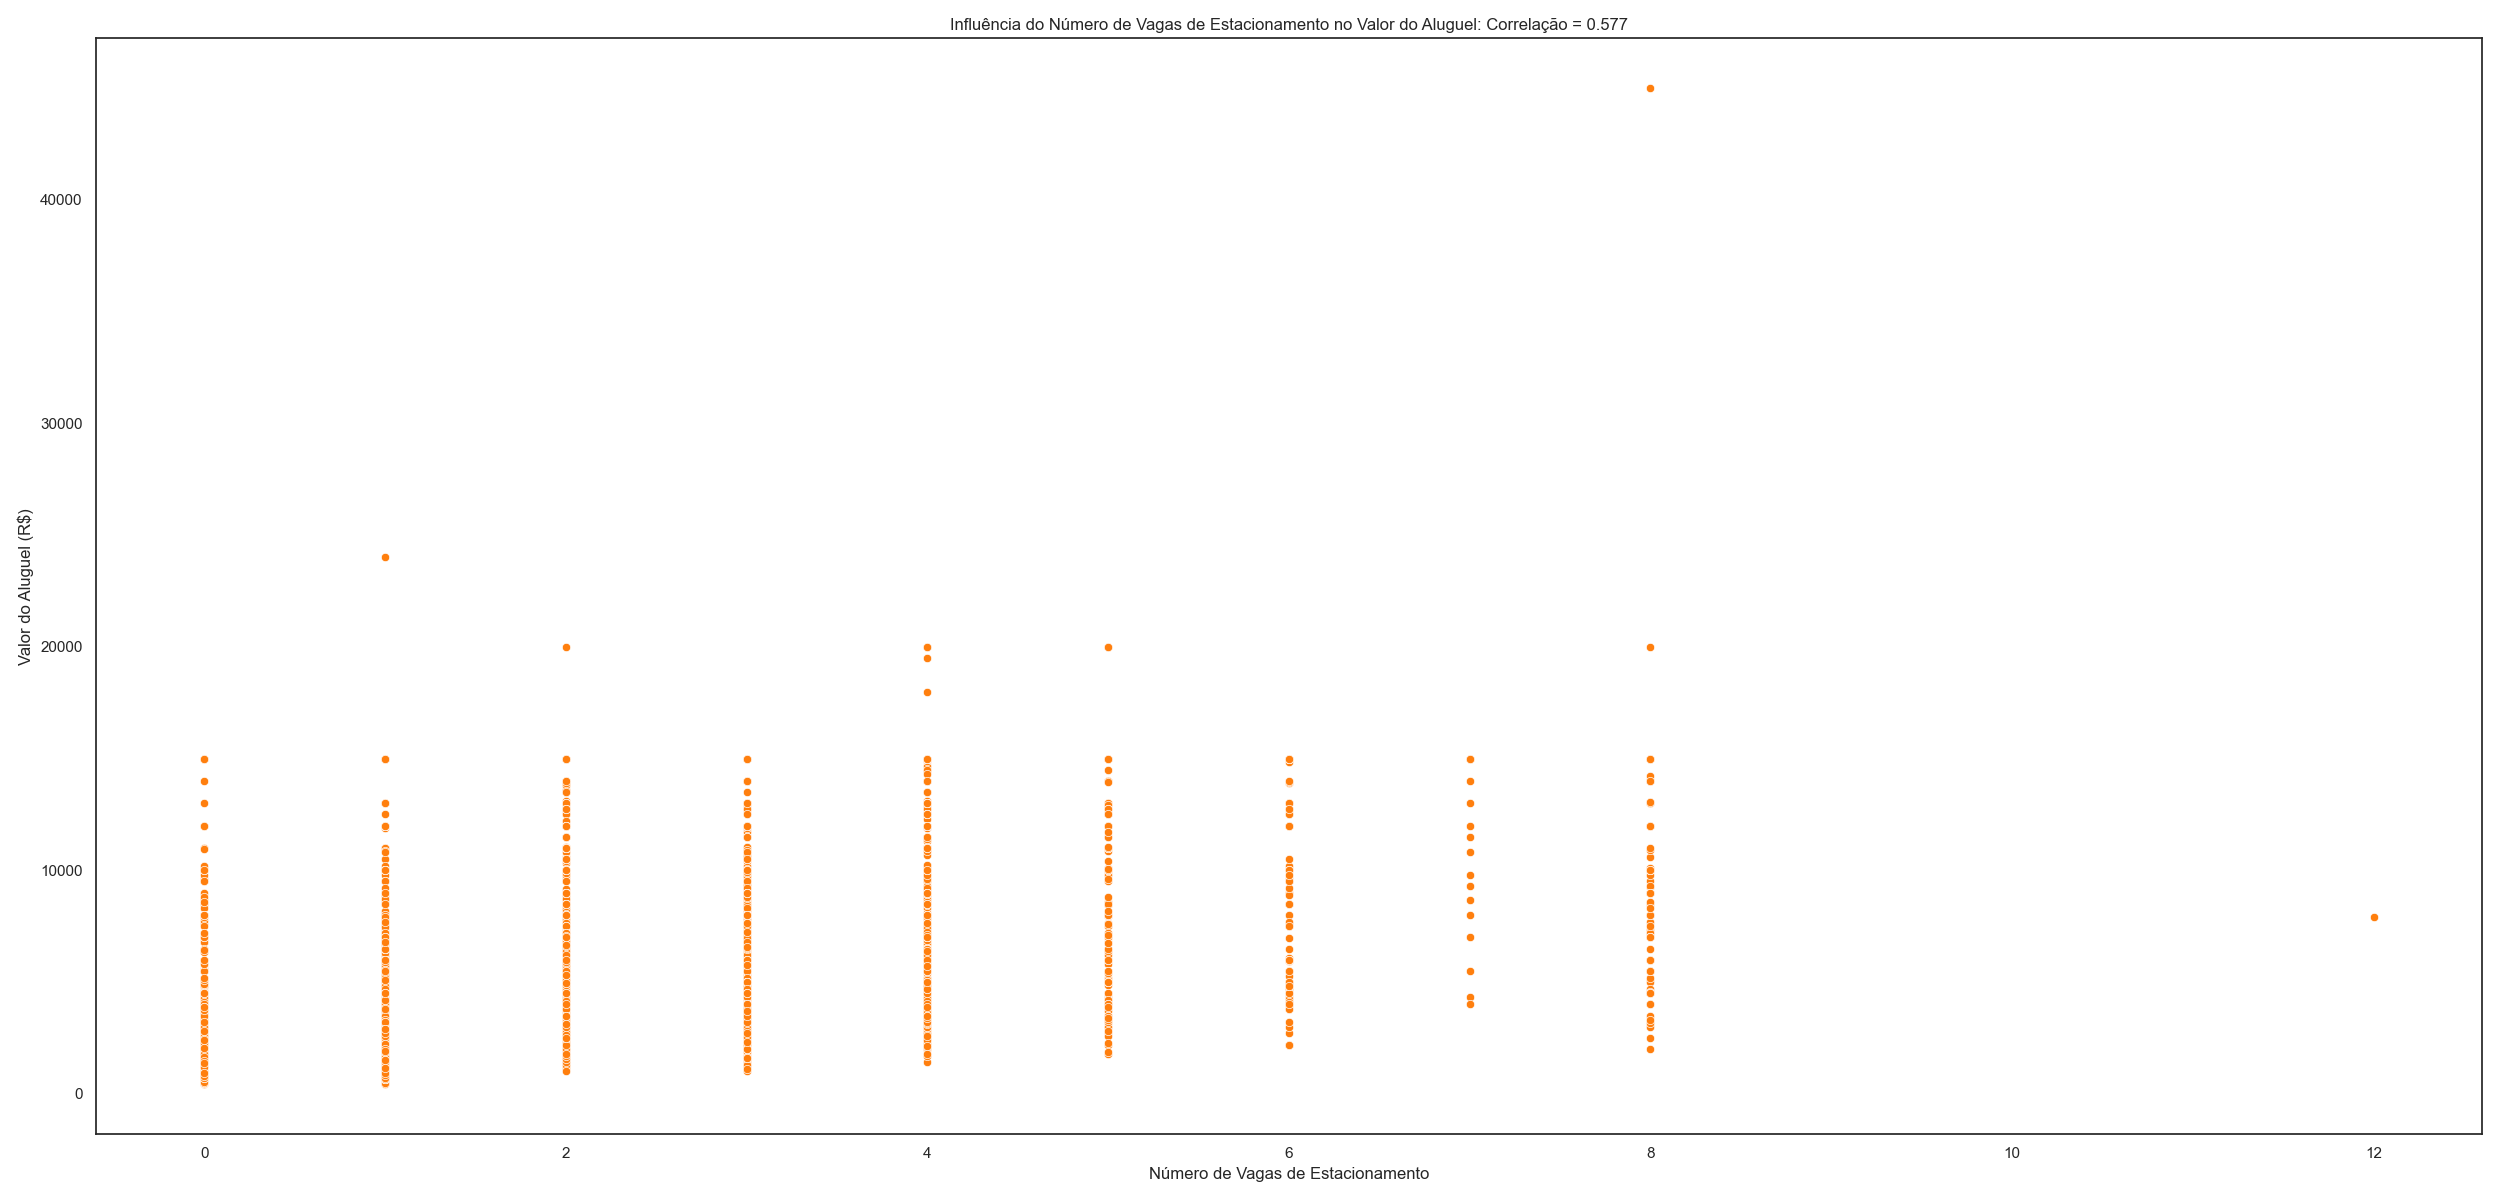 Influência do Número de Vagas de Estacionamento no Valor do Aluguel: Correlação = 0.577
Valor do Aluguel (R$)
40000
30000
20000
10000
0
0 2 4 6 8 10 12
Número de Vagas de Estacionamento